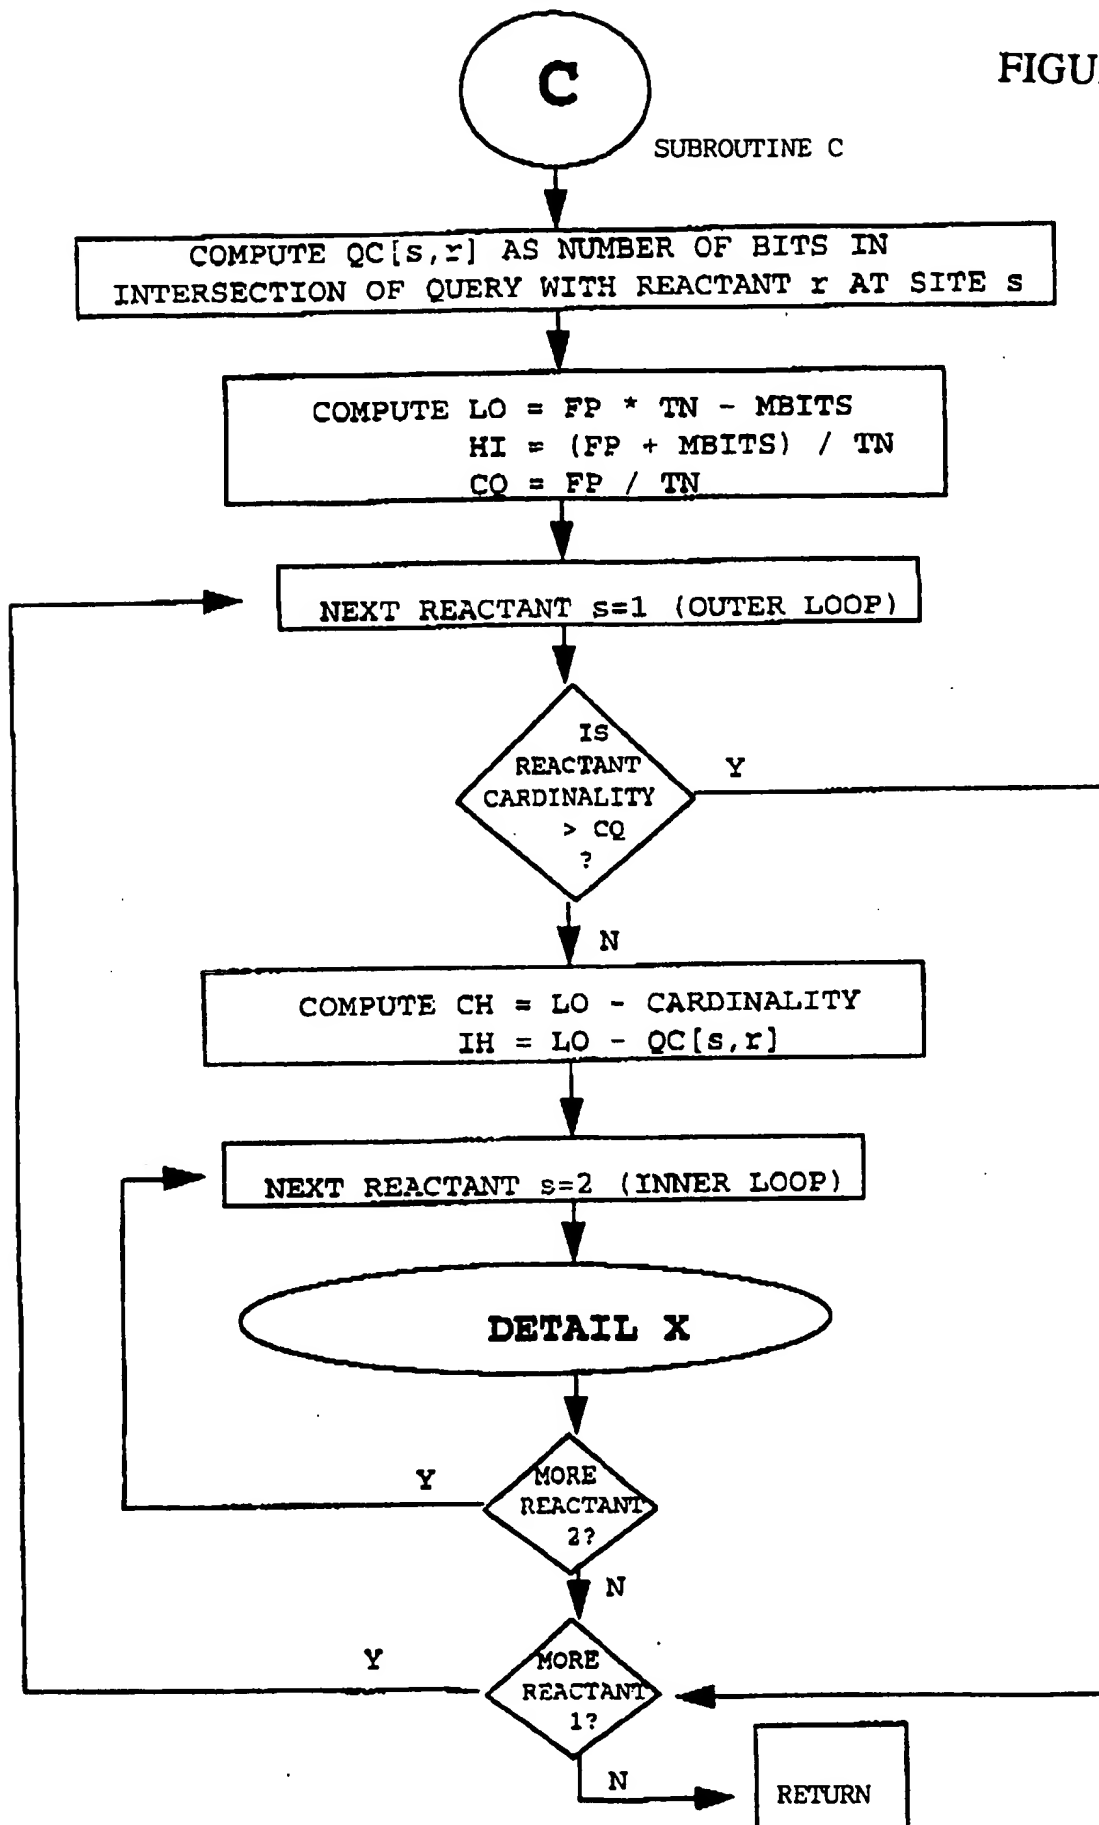 C
FIGU
SUBROUTINE C
COMPUTE QC[s,r] AS NUMBER OF BITS IN
INTERSECTION OF QUERY WITH REACTANT r AT SITE s
COMPUTE LO = FP * TN - MBITS
HI = (FP + MBITS) / TN
CQ = FP / TN
NEXT REACTANT s=1 (OUTER LOOP)
IS
REACTANT
CARDINALITY
> CQ
?
Y
N
COMPUTE CH = LO - CARDINALITY
IH = LO - QC[s,r]
NEXT REACTANT s=2 (INNER LOOP)
DETAIL X
MORE
REACTANT
2?
Y
N
MORE
REACTANT
1?
Y
N
RETURN